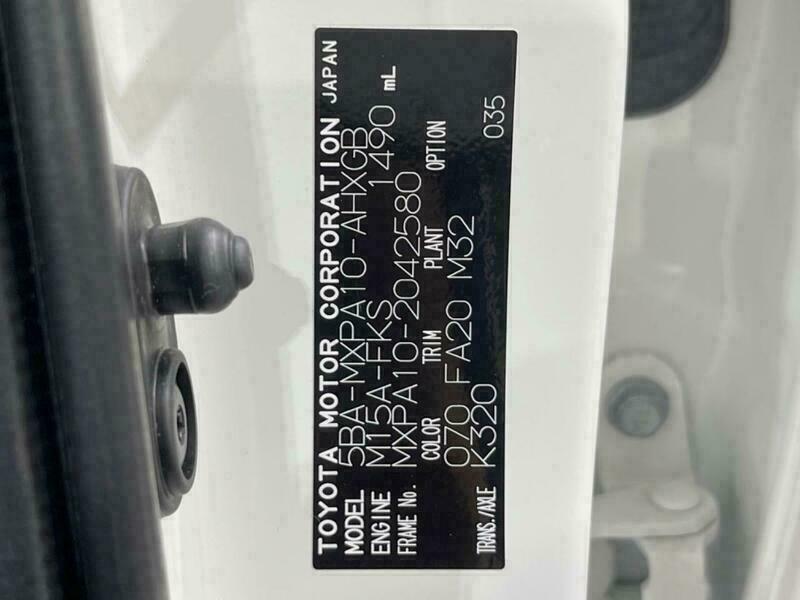 TOYOTA MOTOR CORPORATION JAPAN
MODEL 5BA-MXPA10-AHXGB
ENGINE M15A-FKS 1490 mL
FRAME No. MXPA10-2042580
COLOR TRIM PLANT OPTION
070 FA20 M32
TRANS./AXLE K320 035